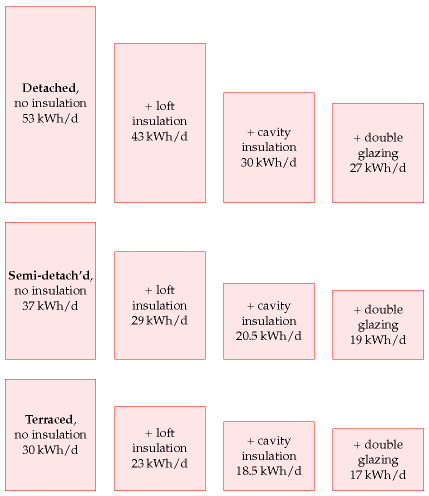 Detached,
no insulation
53 kWh/d
+ loft
insulation
43 kWh/d
+ cavity
insulation
30 kWh/d
+ double
glazing
27 kWh/d
Semi-detach'd,
no insulation
37 kWh/d
+ loft
insulation
29 kWh/d
+ cavity
insulation
20.5 kWh/d
+ double
glazing
19 kWh/d
Terraced,
no insulation
30 kWh/d
+ loft
insulation
23 kWh/d
+ cavity
insulation
18.5 kWh/d
+ double
glazing
17 kWh/d